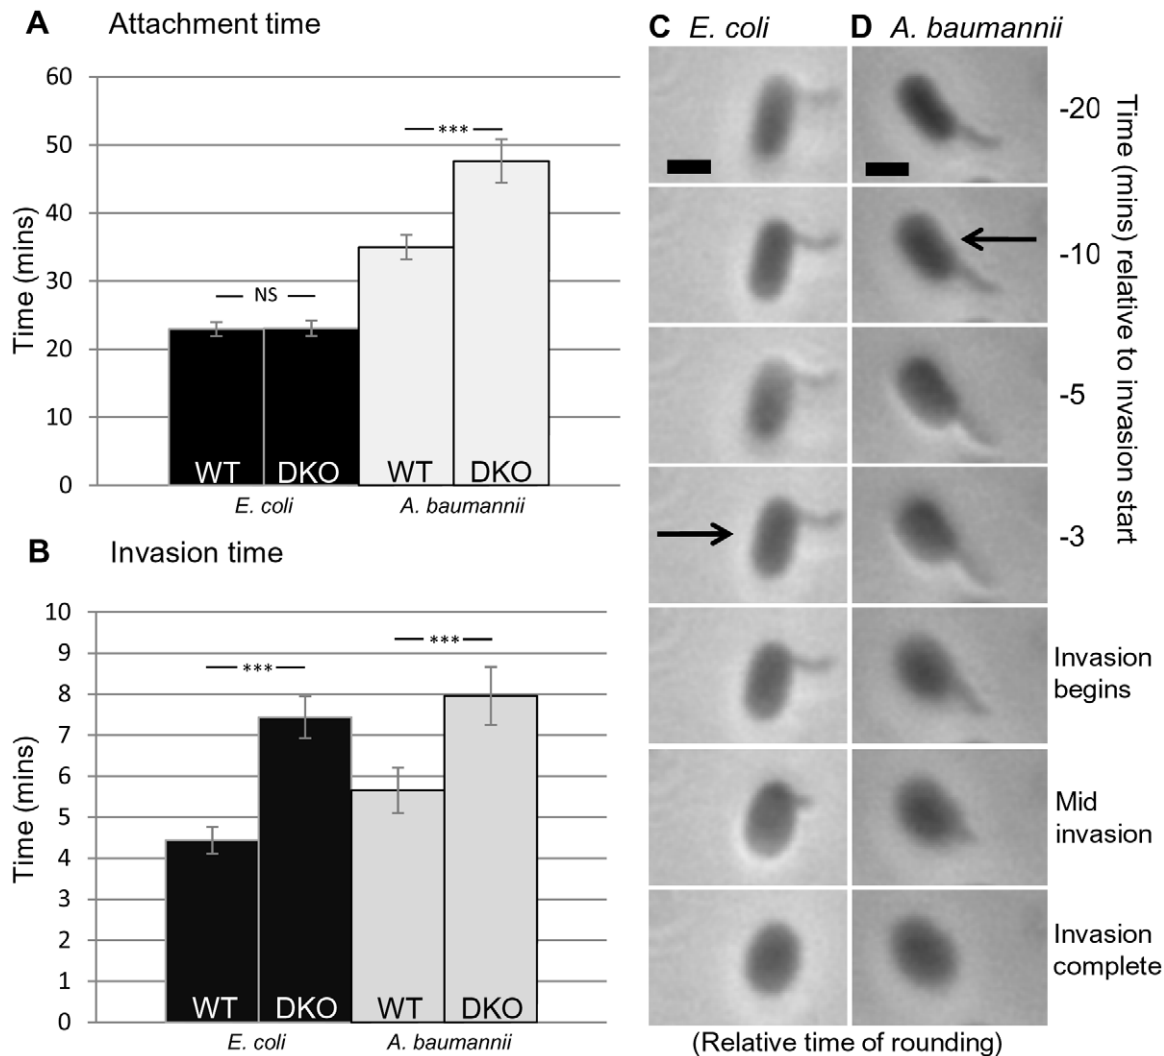 A Attachment time
60
50
40
30
20
10
0
Time (mins)
***
NS
WT DKO WT DKO
E. coli A. baumannii
B Invasion time
10
9
8
7
6
5
4
3
2
1
0
Time (mins)
***
***
WT DKO WT DKO
E. coli A. baumannii
C E. coli D A. baumannii
-20
-10
-5
-3
Invasion
begins
Mid
invasion
Invasion
complete
Time (mins) relative to invasion start
(Relative time of rounding)